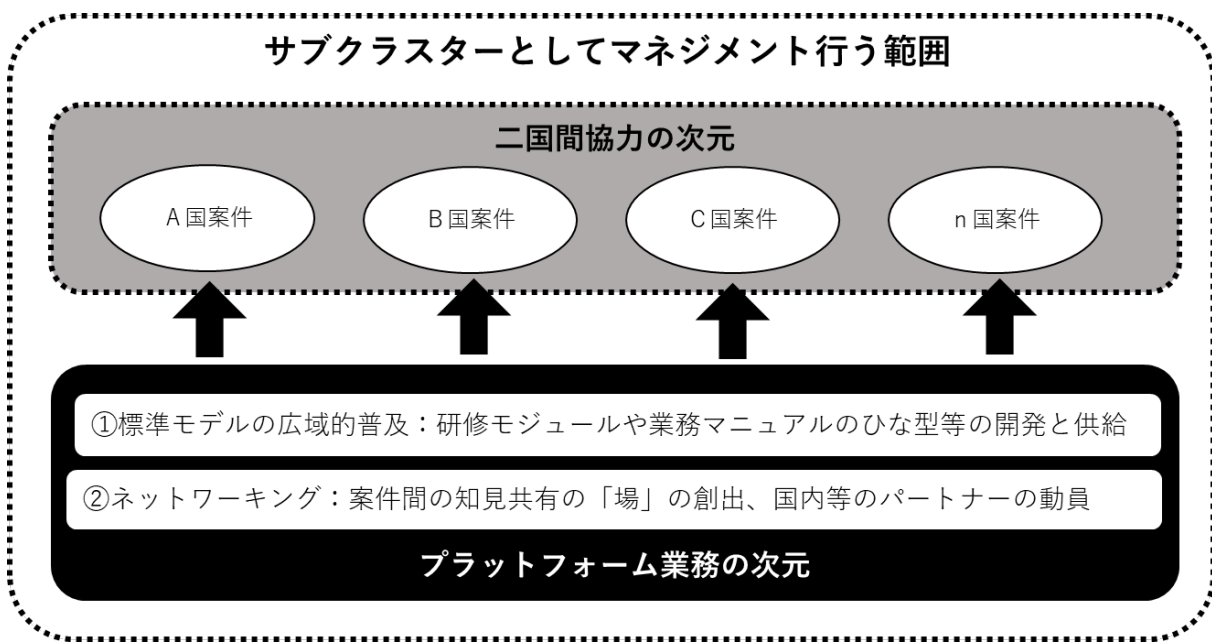 サブクラスターとしてマネジメント行う範囲
二国間協力の次元
A国案件
B国案件
C国案件
n国案件
①標準モデルの広域的普及：研修モジュールや業務マニュアルのひな型等の開発と供給
②ネットワーキング：案件間の知見共有の「場」の創出、国内等のパートナーの動員
プラットフォーム業務の次元